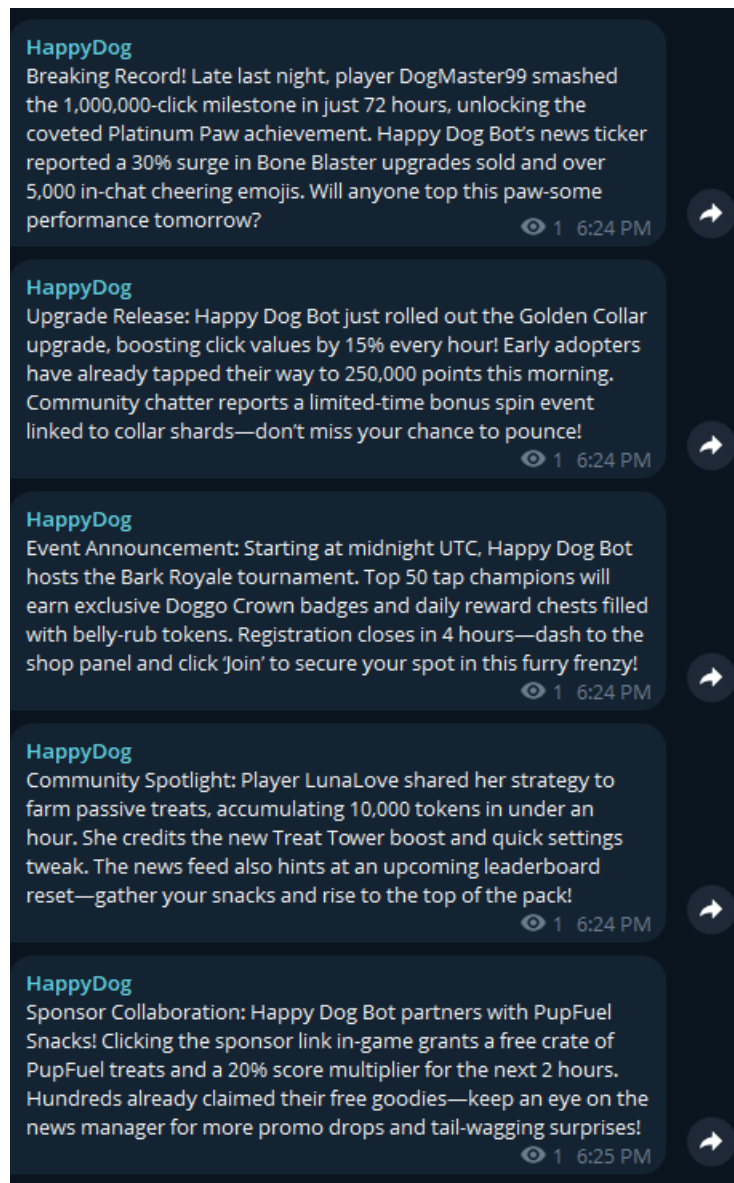 HappyDog
Breaking Record! Late last night, player DogMaster99 smashed
the 1,000,000-click milestone in just 72 hours, unlocking the
coveted Platinum Paw achievement. Happy Dog Bot’s news ticker
reported a 30% surge in Bone Blaster upgrades sold and over
5,000 in-chat cheering emojis. Will anyone top this paw-some
performance tomorrow?
1 6:24 PM
HappyDog
Upgrade Release: Happy Dog Bot just rolled out the Golden Collar
upgrade, boosting click values by 15% every hour! Early adopters
have already tapped their way to 250,000 points this morning.
Community chatter reports a limited-time bonus spin event
linked to collar shards—don’t miss your chance to pounce!
1 6:24 PM
HappyDog
Event Announcement: Starting at midnight UTC, Happy Dog Bot
hosts the Bark Royale tournament. Top 50 tap champions will
earn exclusive Doggo Crown badges and daily reward chests filled
with belly-rub tokens. Registration closes in 4 hours—dash to the
shop panel and click ‘Join’ to secure your spot in this furry frenzy!
1 6:24 PM
HappyDog
Community Spotlight: Player LunaLove shared her strategy to
farm passive treats, accumulating 10,000 tokens in under an
hour. She credits the new Treat Tower boost and quick settings
tweak. The news feed also hints at an upcoming leaderboard
reset—gather your snacks and rise to the top of the pack!
1 6:24 PM
HappyDog
Sponsor Collaboration: Happy Dog Bot partners with PupFuel
Snacks! Clicking the sponsor link in-game grants a free crate of
PupFuel treats and a 20% score multiplier for the next 2 hours.
Hundreds already claimed their free goodies—keep an eye on the
news manager for more promo drops and tail-wagging surprises!
1 6:25 PM